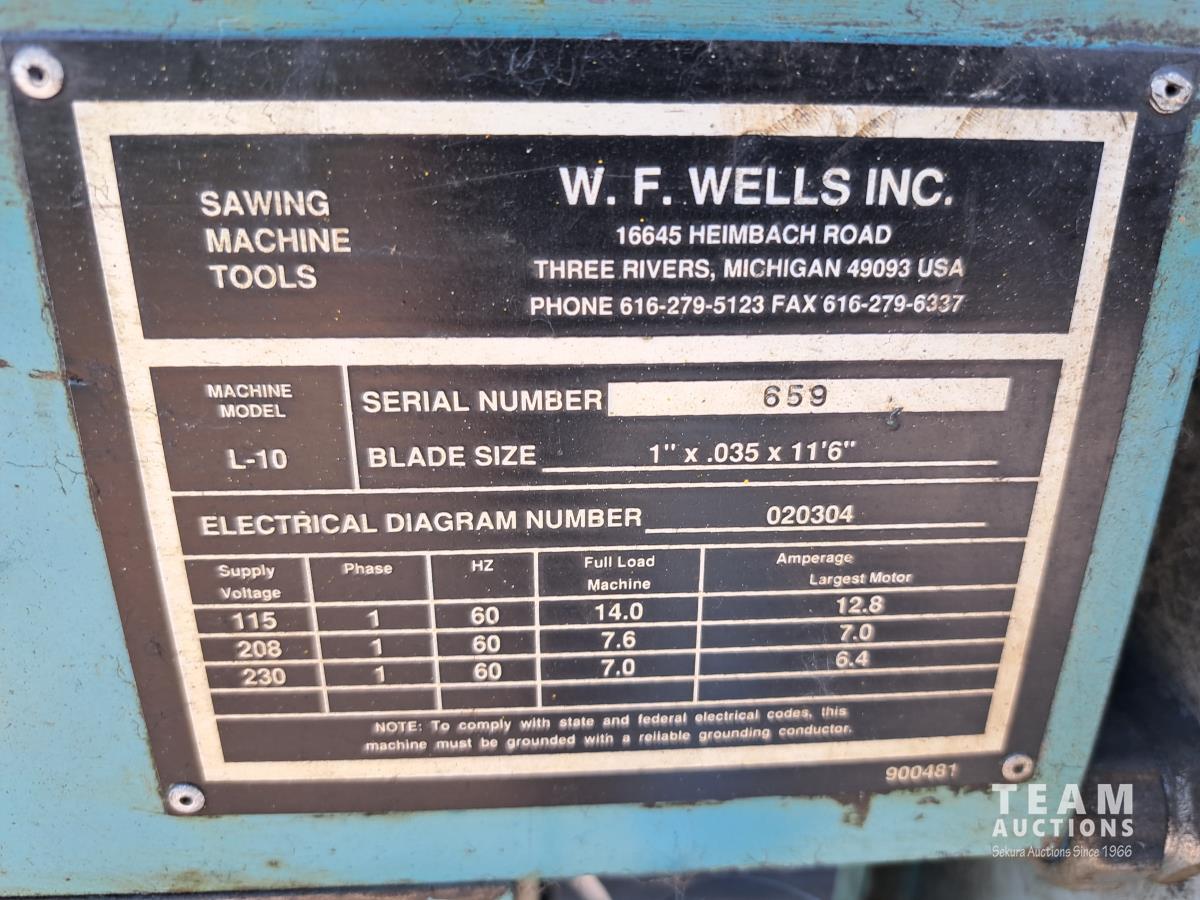 SAWING
MACHINE
TOOLS
W. F. WELLS INC.
16645 HEIMBACH ROAD
THREE RIVERS, MICHIGAN 49093 USA
PHONE 616-279-5123 FAX 616-279-6337
MACHINE
MODEL
L-10
SERIAL NUMBER 659
BLADE SIZE 1" x .035 x 11'6"
ELECTRICAL DIAGRAM NUMBER 020304
Supply Voltage Phase HZ Full Load Machine Amperage Largest Motor
115 1 60 14.0 12.8
208 1 60 7.6 7.0
230 1 60 7.0 6.4
NOTE: To comply with state and federal electrical codes, this
machine must be grounded with a reliable grounding conductor.
900481
TEAM
AUCTIONS
Sekura Auctions Since 1966